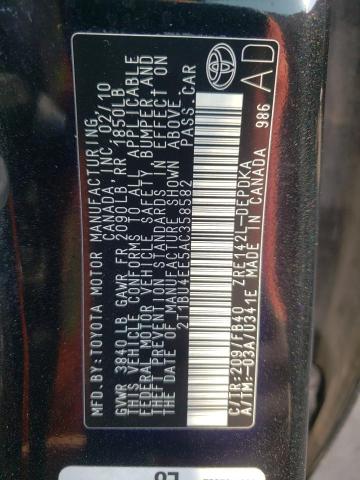 MFD.BY:TOYOTA MOTOR MANUFACTURING
CANADA INC. 02/10
GVWR 3840LB GAWR FR 2090LB RR 1850LB
THIS VEHICLE CONFORMS TO ALL APPLICABLE
FEDERAL MOTOR VEHICLE SAFETY BUMPER, AND
THEFT PREVENTION STANDARDS IN EFFECT ON
THE DATE OF MANUFACTURE SHOWN ABOVE.
2T1BU4EE5AC358582 PASS.CAR
C/TR:209/FB40 ZRE142L-DEPDKA
A/TM:-03A/U341E MADE IN CANADA 986
AD